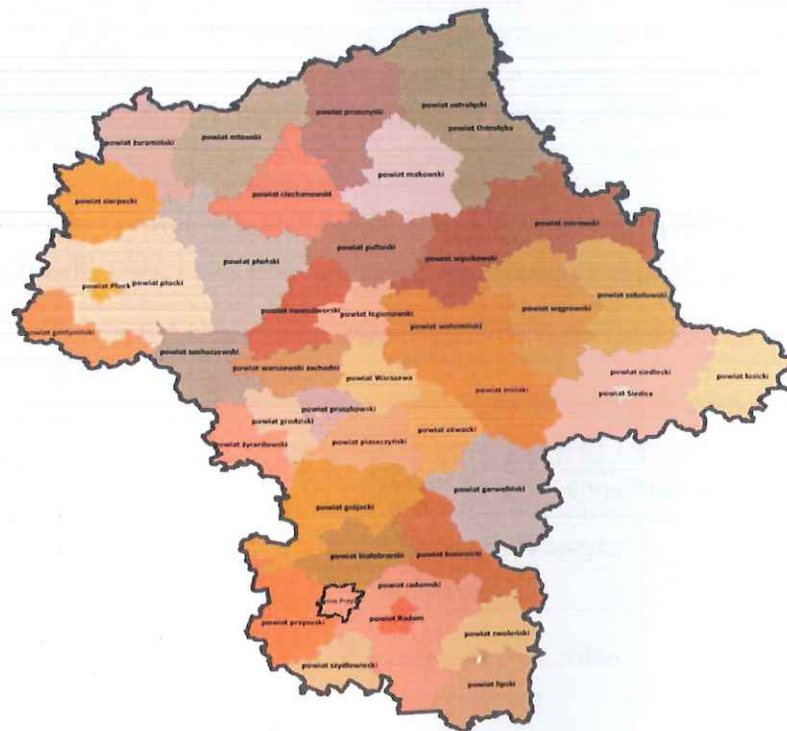 powiat ostrołęcki
powiat przasnyski
powiat Ostrołęka
powiat mławski
powiat żuromiński
powiat makowski
powiat ciechanowski
powiat sierpecki
powiat ostrowski
powiat pułtuski
powiat wyszkowski
powiat płoński
powiat płocki
powiat Płock
powiat sokołowski
powiat węgrowski
powiat nowodworski
powiat legionowski
powiat wołomiński
powiat gostyniński
powiat sochaczewski
powiat warszawski zachodni
powiat Warszawa
powiat siedlecki
powiat łosicki
powiat miński
powiat Siedlce
powiat pruszkowski
powiat grodziski
powiat otwocki
powiat żyrardowski
powiat piaseczyński
powiat garwoliński
powiat grójecki
powiat białobrzeski
powiat kozienicki
powiat radomski
powiat przysuski
powiat Radom
powiat zwoleński
powiat szydłowiecki
powiat lipski